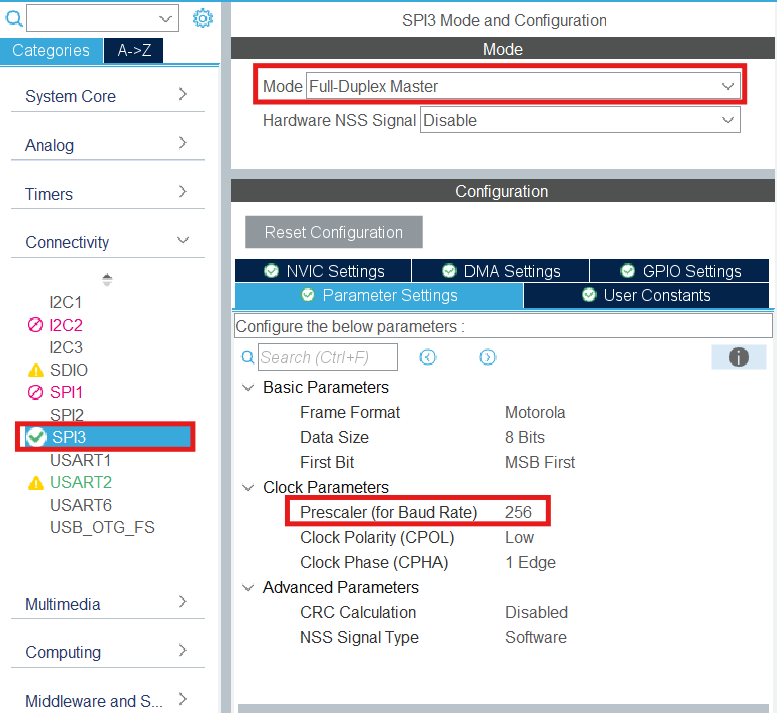 Categories A->Z
System Core
Analog
Timers
Connectivity
I2C1
I2C2
I2C3
SDIO
SPI1
SPI2
SPI3
USART1
USART2
USART6
USB_OTG_FS
Multimedia
Computing
Middleware and S...
SPI3 Mode and Configuration
Mode
Mode Full-Duplex Master
Hardware NSS Signal Disable
Configuration
Reset Configuration
NVIC Settings DMA Settings GPIO Settings
Parameter Settings User Constants
Configure the below parameters :
Search (Ctrl+F)
Basic Parameters
Frame Format Motorola
Data Size 8 Bits
First Bit MSB First
Clock Parameters
Prescaler (for Baud Rate) 256
Clock Polarity (CPOL) Low
Clock Phase (CPHA) 1 Edge
Advanced Parameters
CRC Calculation Disabled
NSS Signal Type Software